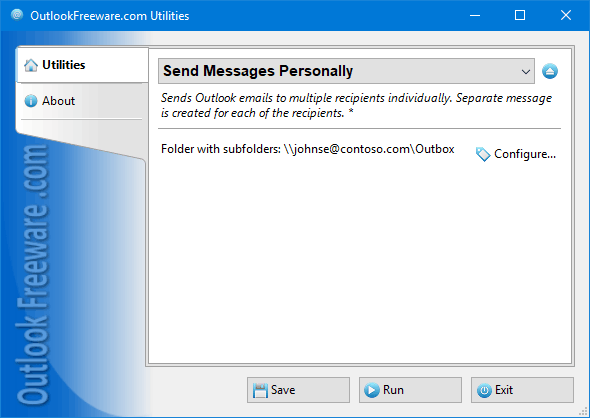 OutlookFreeware.com Utilities
Utilities
About
Send Messages Personally
Sends Outlook emails to multiple recipients individually. Separate message
is created for each of the recipients. *
Folder with subfolders: \\johnse@contoso.com\Outbox
Configure...
Outlook Freeware .com
Save
Run
Exit